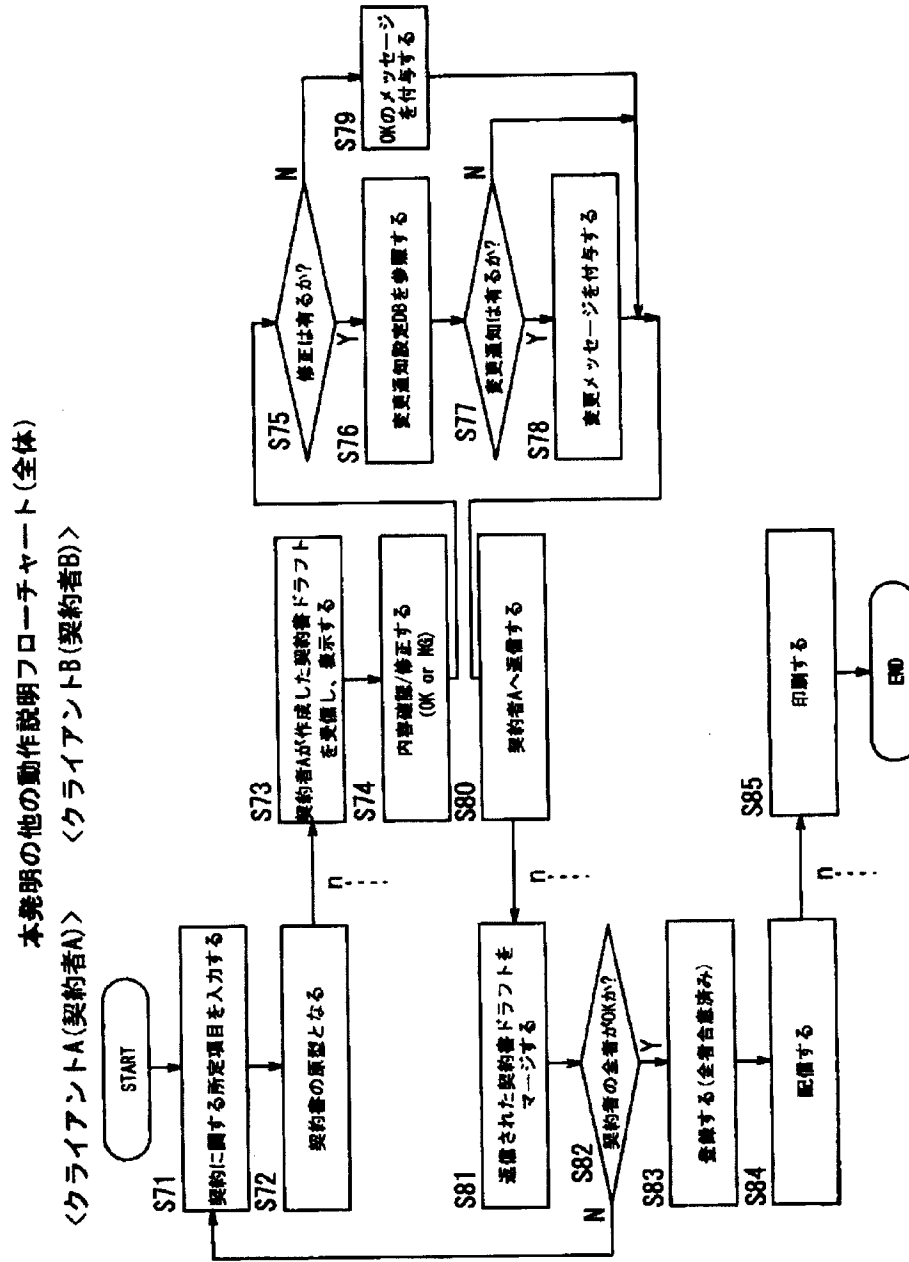 本発明の他の動作説明フローチャート(全体)
<クライアントA(契約者A)>
<クライアントB(契約者B)>
START
S71
契約に関する所定項目を入力する
S72
契約書の原型となる
n
S73
契約者Aが作成した契約書ドラフト
を受信し、表示する
S74
内容確認/修正する
(OK or NG)
S75
修正は有るか?
N
Y
S76
変更通知設定DBを参照する
S77
変更通知は有るか?
N
Y
S78
変更メッセージを付与する
S79
OKのメッセージ
を付与する
S80
契約者Aへ返信する
n
S81
返信された契約書ドラフトを
マージする
S82
契約者の全者がOKか?
N
Y
S83
登録する(全者合意済み)
S84
配信する
n
S85
印刷する
END